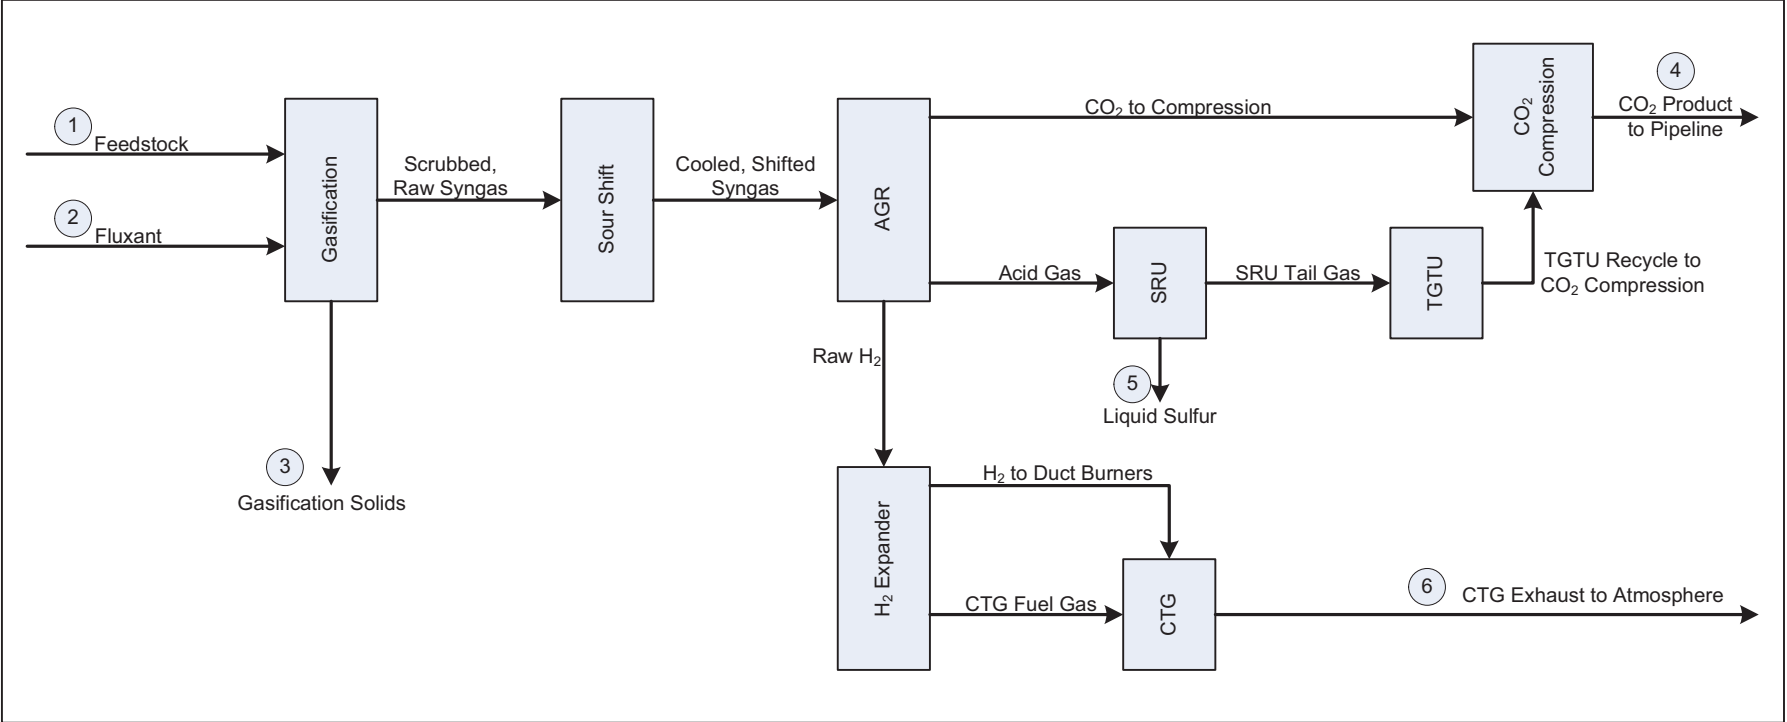 1
Feedstock
2
Fluxant
Gasification
3
Gasification Solids
Scrubbed,
Raw Syngas
Sour Shift
Cooled, Shifted
Syngas
AGR
CO₂ to Compression
CO₂
Compression
4
CO₂ Product
to Pipeline
Acid Gas
SRU
SRU Tail Gas
TGTU
TGTU Recycle to
CO₂ Compression
5
Liquid Sulfur
Raw H₂
H₂ Expander
H₂ to Duct Burners
CTG Fuel Gas
CTG
6
CTG Exhaust to Atmosphere